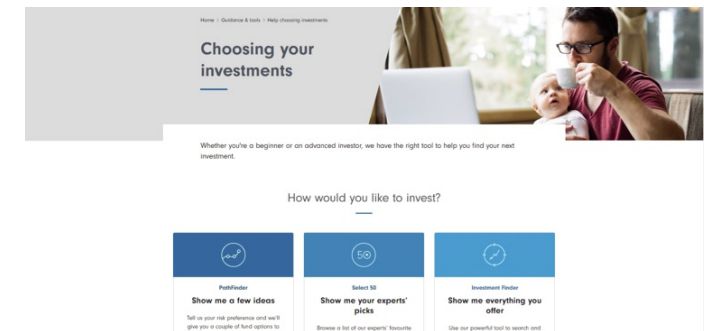 Home > Guidance & tools > Help choosing investments
Choosing your
investments
Whether you're a beginner or an advanced investor, we have the right tool to help you find your next
investment.
How would you like to invest?
50
PathFinder
Show me a few ideas
Tell us your risk preference and we'll
give you a couple of fund options to
Select 50
Show me your experts'
picks
Browse a list of our experts' favourite
Investment Finder
Show me everything you
offer
Use our powerful tool to search and